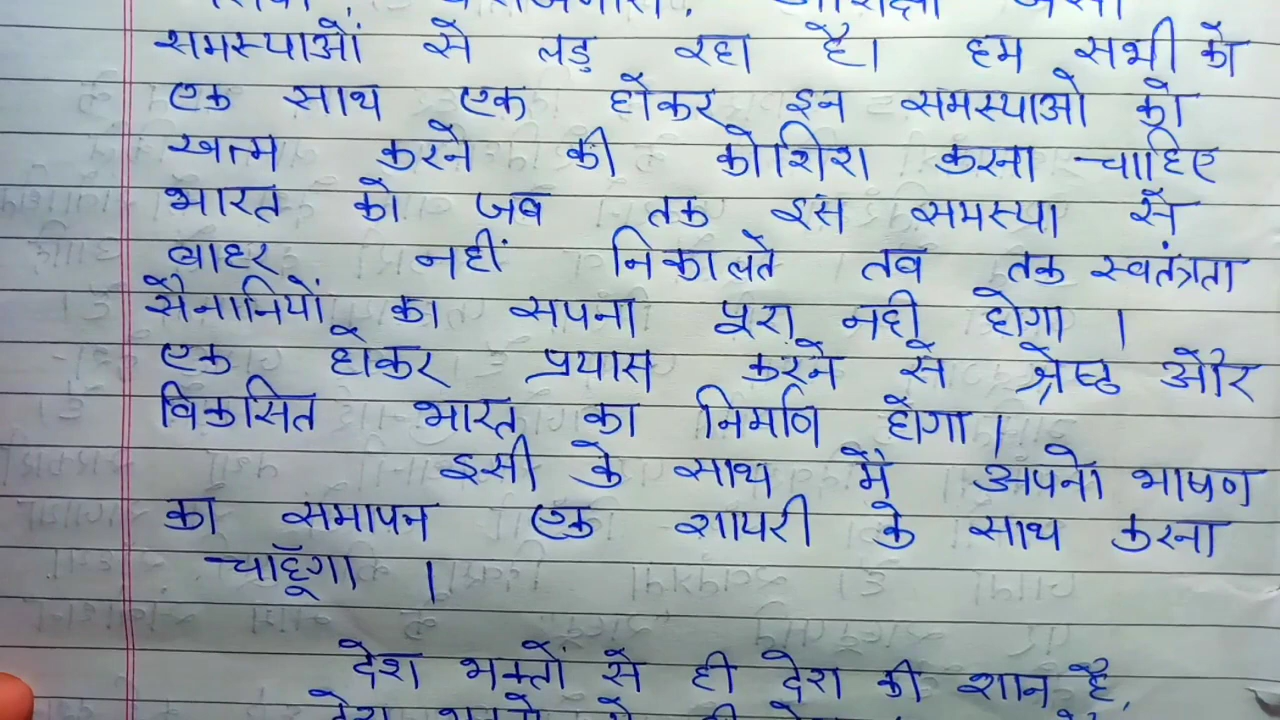 समस्याओं से लड़ रहा है। हम सभी को
एक साथ एक होकर इन समस्याओ को
खत्म करने की कोशिश करना चाहिए
भारत को जब तक इस समस्या से
बाहर नहीं निकालते तब तक स्वतंत्रता
सैनानियों का सपना पूरा नही होगा ।
एक होकर प्रयास करने से श्रेष्ठ और
विकसित भारत का निर्माण होगा ।
इसी के साथ मै अपने भाषण
का समापन एक शायरी के साथ करना
चाहूँगा ।
देश भक्तों से ही देश की शान है,